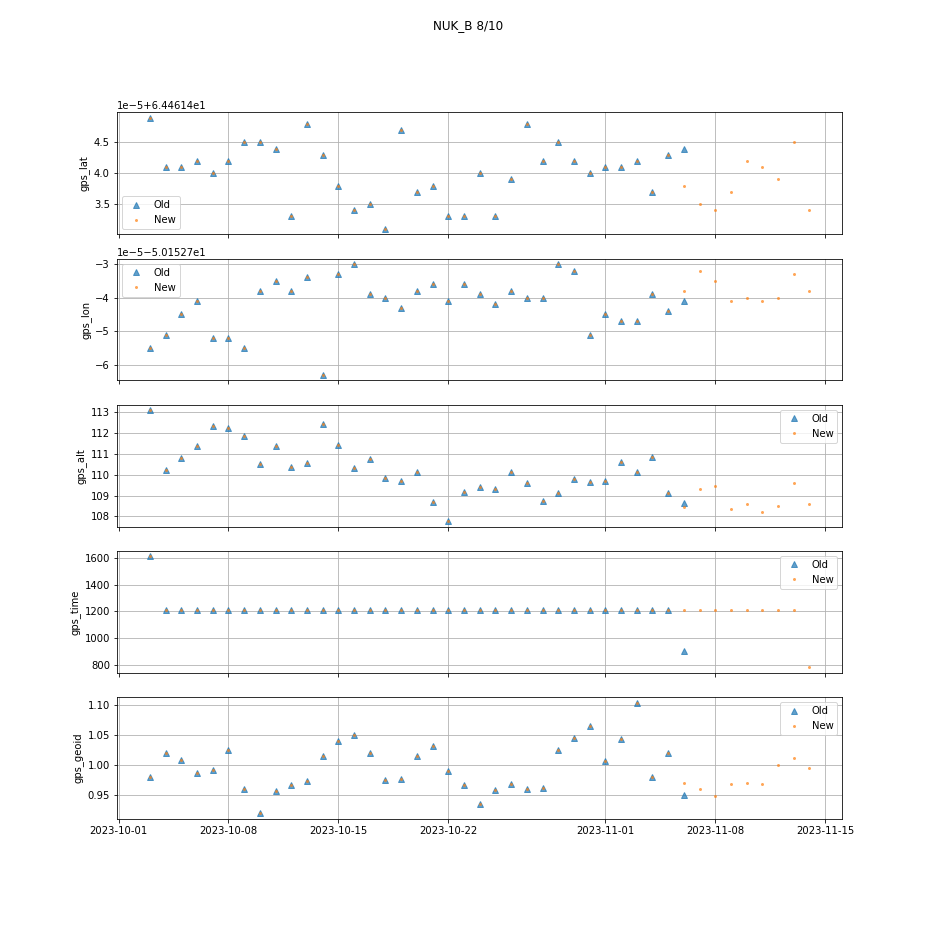 NUK_B 8/10
1e−5+6.44614e1
4.5
4.0
3.5
gps_lat
Old
New
1e−5−5.01527e1
−3
−4
−5
−6
gps_lon
Old
New
113
112
111
110
109
108
gps_alt
Old
New
1600
1400
1200
1000
800
gps_time
Old
New
1.10
1.05
1.00
0.95
gps_geoid
Old
New
2023-10-01 2023-10-08 2023-10-15 2023-10-22 2023-11-01 2023-11-08 2023-11-15